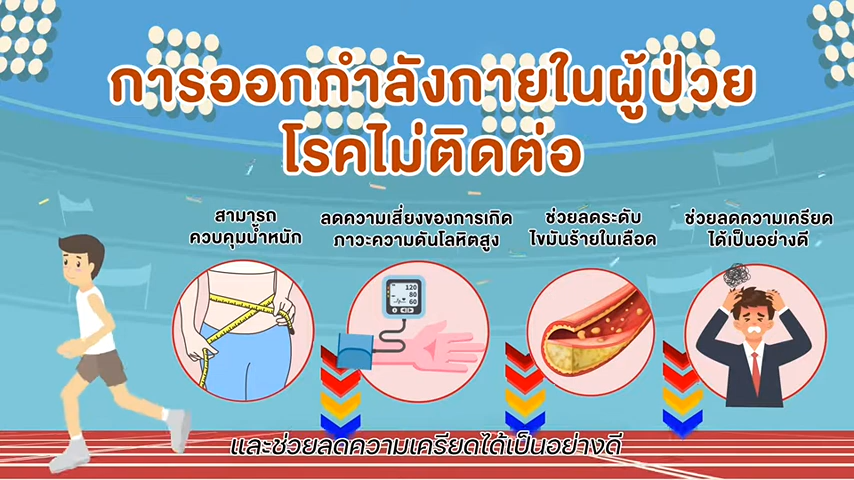 การออกกำลังกายในผู้ป่วย
โรคไม่ติดต่อ
สามารถ
ควบคุมน้ำหนัก
ลดความเสี่ยงของการเกิด
ภาวะความดันโลหิตสูง
ช่วยลดระดับ
ไขมันร้ายในเลือด
ช่วยลดความเครียด
ได้เป็นอย่างดี
120
80
60
และช่วยลดความเครียดได้เป็นอย่างดี